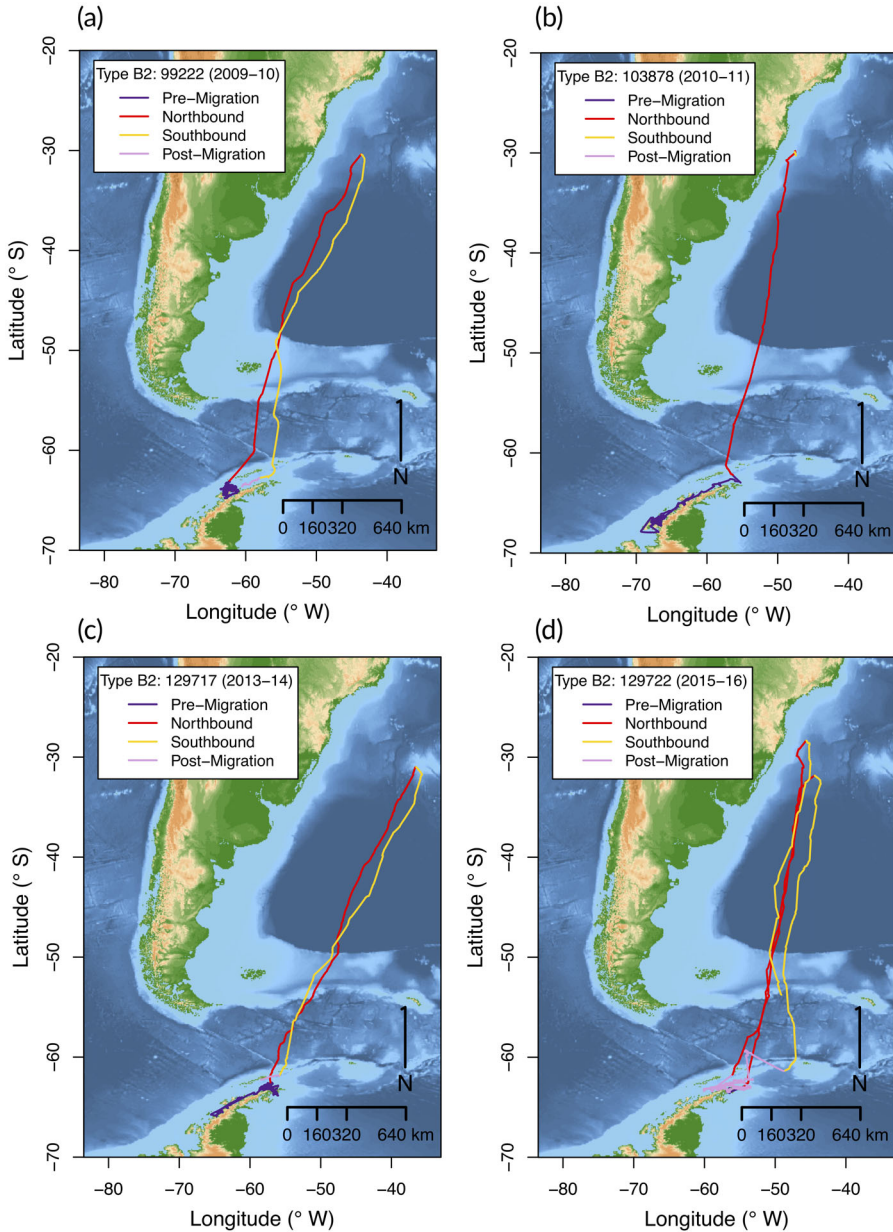 (a)
Type B2: 99222 (2009−10)
Pre−Migration
Northbound
Southbound
Post−Migration
−20
−30
−40
−50
−60
−70
Latitude (° S)
N
0 160320 640 km
−80 −70 −60 −50 −40
Longitude (° W)
(b)
Type B2: 103878 (2010−11)
Pre−Migration
Northbound
Southbound
Post−Migration
−20
−30
−40
−50
−60
−70
Latitude (° S)
N
0 160320 640 km
−80 −70 −60 −50 −40
Longitude (° W)
(c)
Type B2: 129717 (2013−14)
Pre−Migration
Northbound
Southbound
Post−Migration
−20
−30
−40
−50
−60
−70
Latitude (° S)
N
0 160320 640 km
−80 −70 −60 −50 −40
Longitude (° W)
(d)
Type B2: 129722 (2015−16)
Pre−Migration
Northbound
Southbound
Post−Migration
−20
−30
−40
−50
−60
−70
Latitude (° S)
N
0 160320 640 km
−80 −70 −60 −50 −40
Longitude (° W)